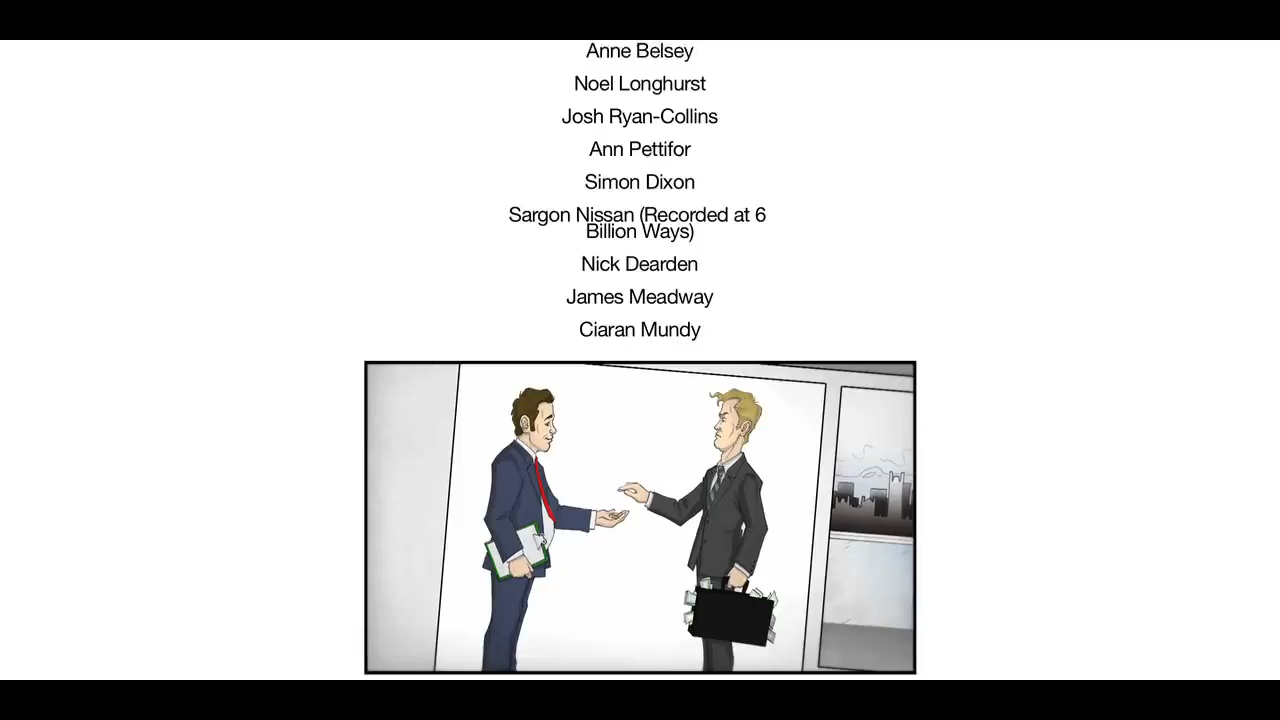 Anne Belsey
Noel Longhurst
Josh Ryan-Collins
Ann Pettifor
Simon Dixon
Sargon Nissan (Recorded at 6
Billion Ways)
Nick Dearden
James Meadway
Ciaran Mundy